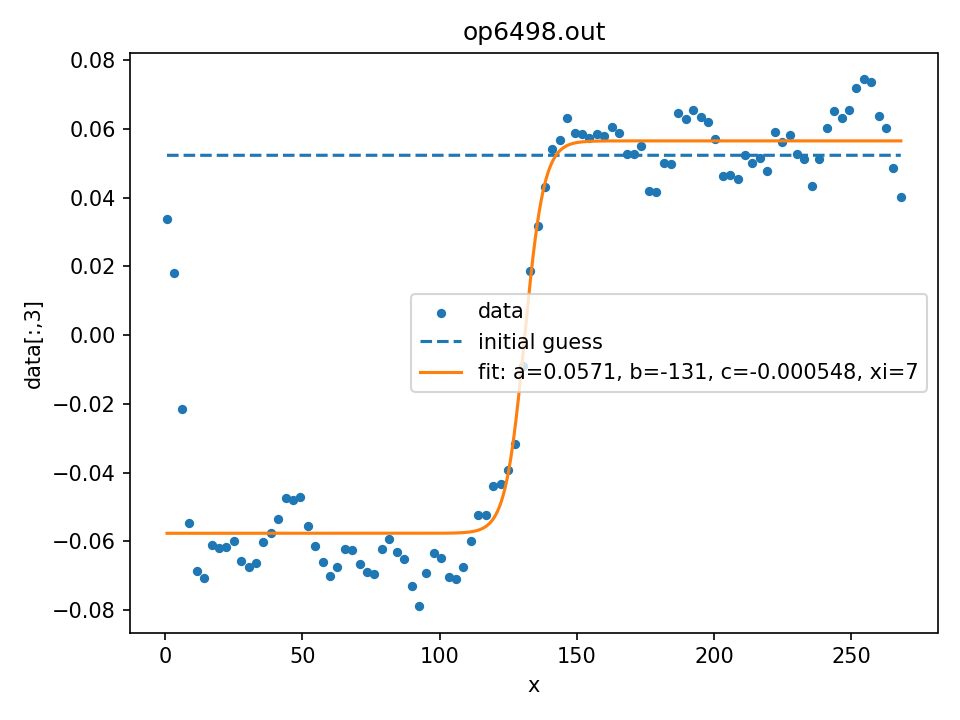 op6498.out
0.08
0.06
0.04
0.02
0.00
−0.02
−0.04
−0.06
−0.08
data[:,3]
data
initial guess
fit: a=0.0571, b=-131, c=-0.000548, xi=7
0 50 100 150 200 250
x